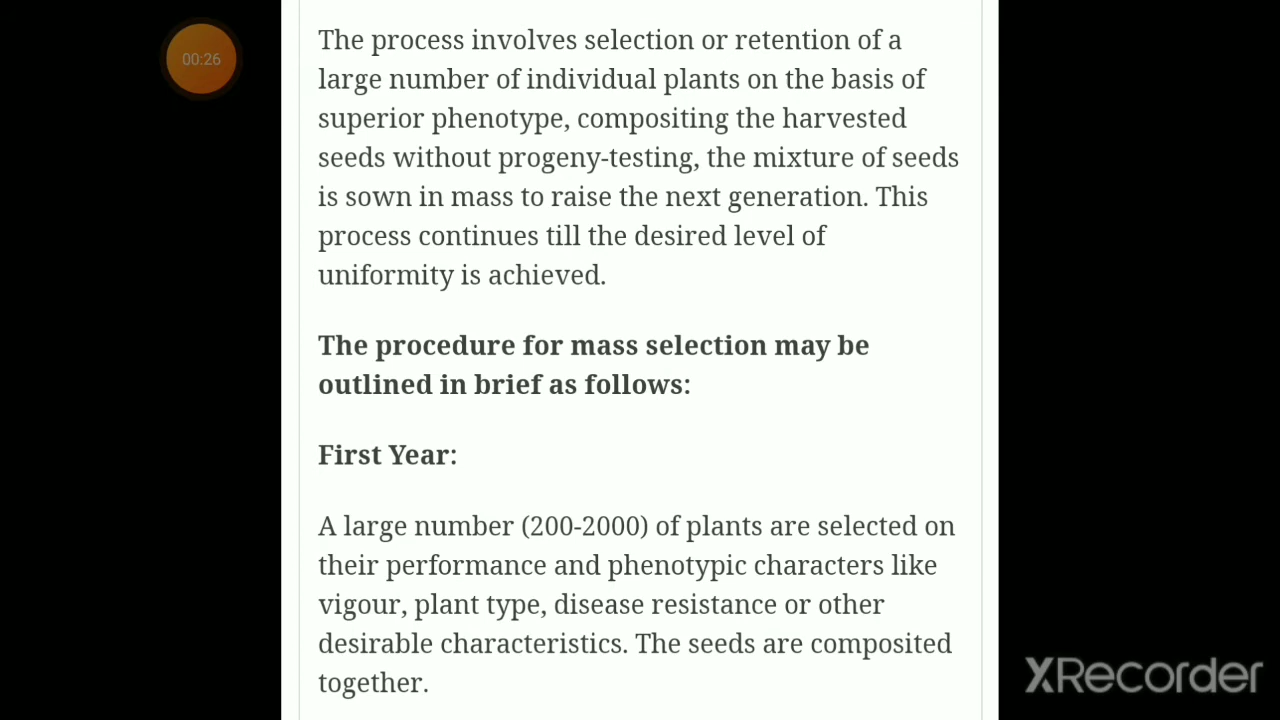 00:26
The process involves selection or retention of a
large number of individual plants on the basis of
superior phenotype, compositing the harvested
seeds without progeny-testing, the mixture of seeds
is sown in mass to raise the next generation. This
process continues till the desired level of
uniformity is achieved.
The procedure for mass selection may be
outlined in brief as follows:
First Year:
A large number (200-2000) of plants are selected on
their performance and phenotypic characters like
vigour, plant type, disease resistance or other
desirable characteristics. The seeds are composited
together.
XRecorder